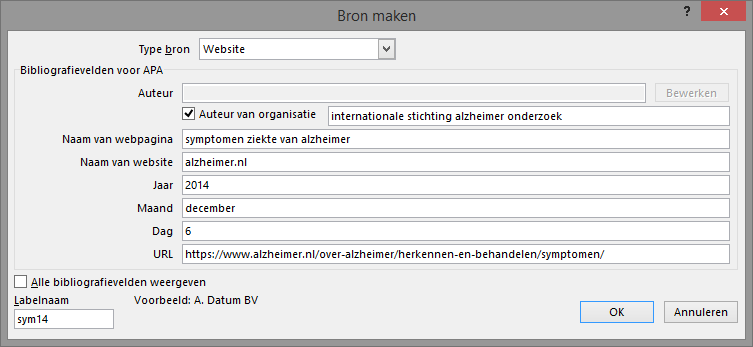 Bron maken
?
Type bron Website
Bibliografievelden voor APA
Auteur Bewerken
Auteur van organisatie internationale stichting alzheimer onderzoek
Naam van webpagina symptomen ziekte van alzheimer
Naam van website alzheimer.nl
Jaar 2014
Maand december
Dag 6
URL https://www.alzheimer.nl/over-alzheimer/herkennen-en-behandelen/symptomen/
Alle bibliografievelden weergeven
Labelnaam Voorbeeld: A. Datum BV
sym14 OK Annuleren